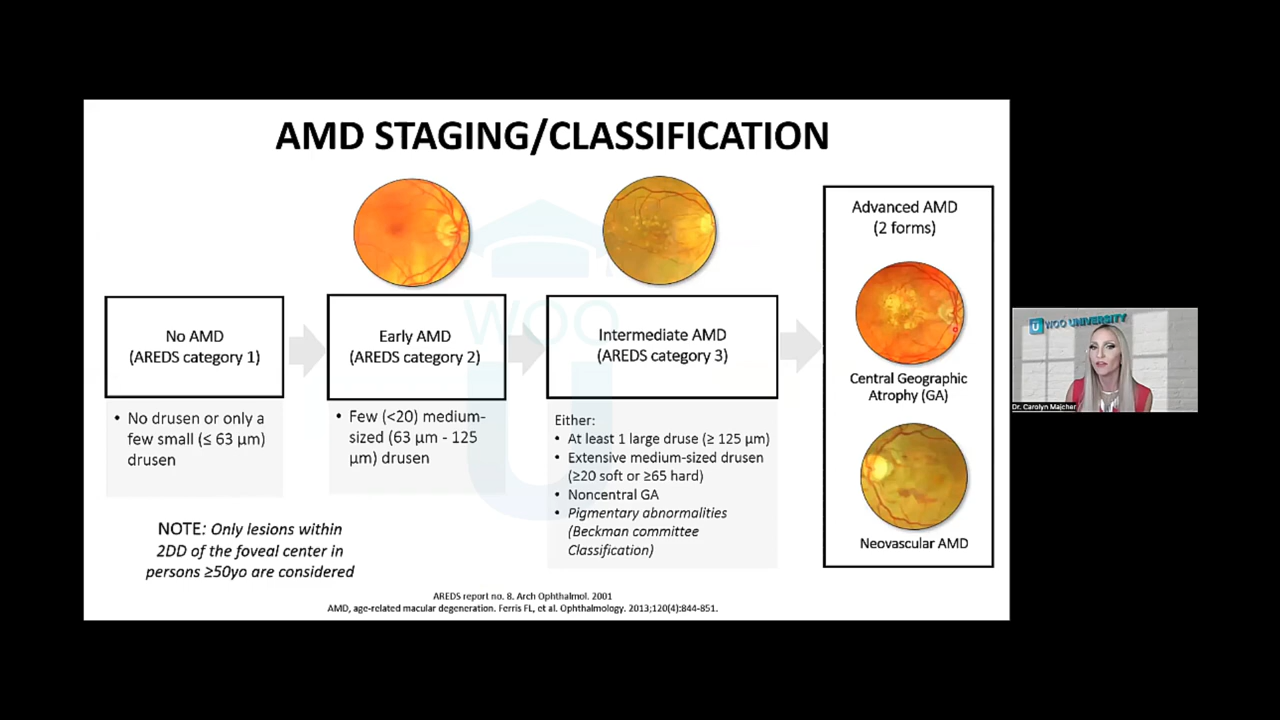 AMD STAGING/CLASSIFICATION
No AMD
(AREDS category 1)
• No drusen or only a
few small (≤ 63 µm)
drusen
Early AMD
(AREDS category 2)
• Few (<20) medium-
sized (63 µm - 125
µm) drusen
Intermediate AMD
(AREDS category 3)
Either:
• At least 1 large druse (≥ 125 µm)
• Extensive medium-sized drusen
(≥20 soft or ≥65 hard)
• Noncentral GA
• Pigmentary abnormalities
(Beckman committee
Classification)
Advanced AMD
(2 forms)
Central Geographic
Atrophy (GA)
Neovascular AMD
NOTE: Only lesions within
2DD of the foveal center in
persons ≥50yo are considered
AREDS report no. 8. Arch Ophthalmol. 2001
AMD, age-related macular degeneration. Ferris FL, et al. Ophthalmology. 2013;120(4):844-851.
WOO
U WOO UNIVERSITY
Dr. Carolyn Majcher